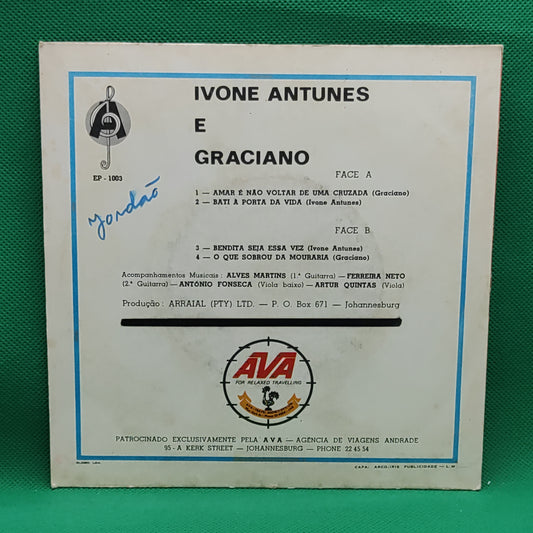 IVONE ANTUNES
E
GRACIANO
EP - 1003
Jordão
FACE A
1 — AMAR É NÃO VOLTAR DE UMA CRUZADA (Graciano)
2 — BATI À PORTA DA VIDA (Ivone Antunes)
FACE B
3 — BENDITA SEJA ESSA VEZ (Ivone Antunes)
4 — O QUE SOBROU DA MOURARIA (Graciano)
Acompanhamentos Musicais : ALVES MARTINS (1.ª Guitarra) — FERREIRA NETO
(2.ª Guitarra) — ANTÓNIO FONSECA (Viola baixo) — ARTUR QUINTAS (Viola)
Produção : ARRAIAL (PTY) LTD. — P. O. Box 671 — Johannesburg
AVA
FOR RELAXED TRAVELLING
PATROCINADO EXCLUSIVAMENTE PELA AVA — AGÊNCIA DE VIAGENS ANDRADE
95 - A KERK STREET — JOHANNESBURG — PHONE 22 45 54
CAPA: ARCO-IRIS PUBLICIDADE — L. M